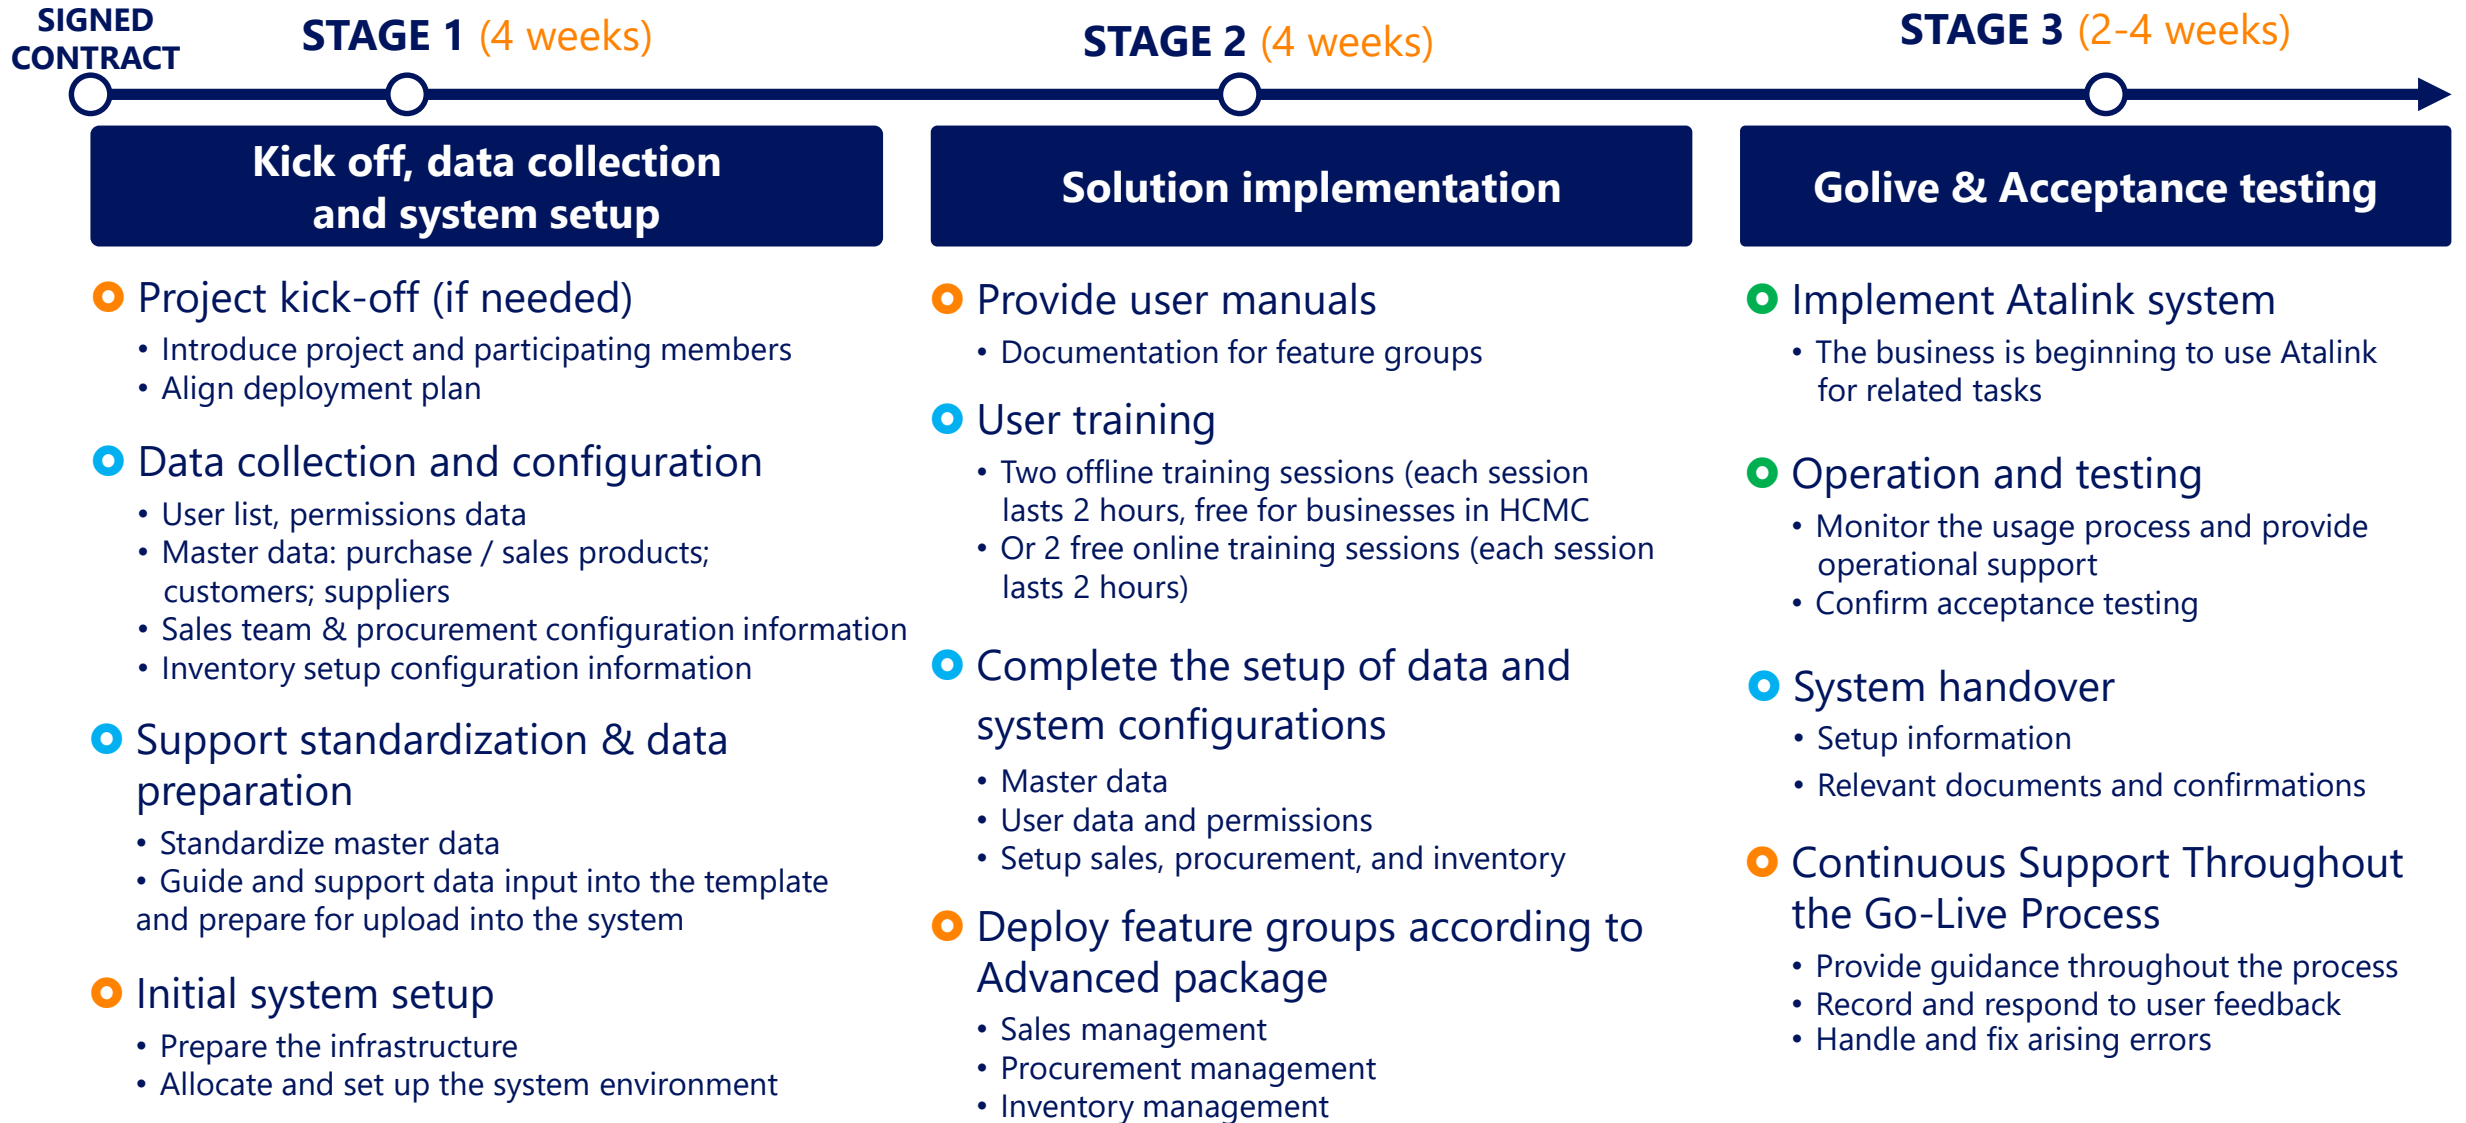 SIGNED
CONTRACT
STAGE 1 (4 weeks)
STAGE 2 (4 weeks)
STAGE 3 (2-4 weeks)
Kick off, data collection
and system setup
• Project kick-off (if needed)
• Introduce project and participating members
• Align deployment plan
Data collection and configuration
• User list, permissions data
• Master data: purchase / sales products;
customers; suppliers
• Sales team & procurement configuration information
• Inventory setup configuration information
Support standardization & data
preparation
• Standardize master data
• Guide and support data input into the template
and prepare for upload into the system
Initial system setup
• Prepare the infrastructure
• Allocate and set up the system environment
Solution implementation
Provide user manuals
• Documentation for feature groups
User training
• Two offline training sessions (each session
lasts 2 hours, free for businesses in HCMC
• Or 2 free online training sessions (each session
lasts 2 hours)
Complete the setup of data and
system configurations
• Master data
• User data and permissions
• Setup sales, procurement, and inventory
Deploy feature groups according to
Advanced package
• Sales management
• Procurement management
• Inventory management
Golive & Acceptance testing
Implement Atalink system
• The business is beginning to use Atalink
for related tasks
Operation and testing
• Monitor the usage process and provide
operational support
• Confirm acceptance testing
System handover
• Setup information
• Relevant documents and confirmations
Continuous Support Throughout
the Go-Live Process
• Provide guidance throughout the process
• Record and respond to user feedback
• Handle and fix arising errors